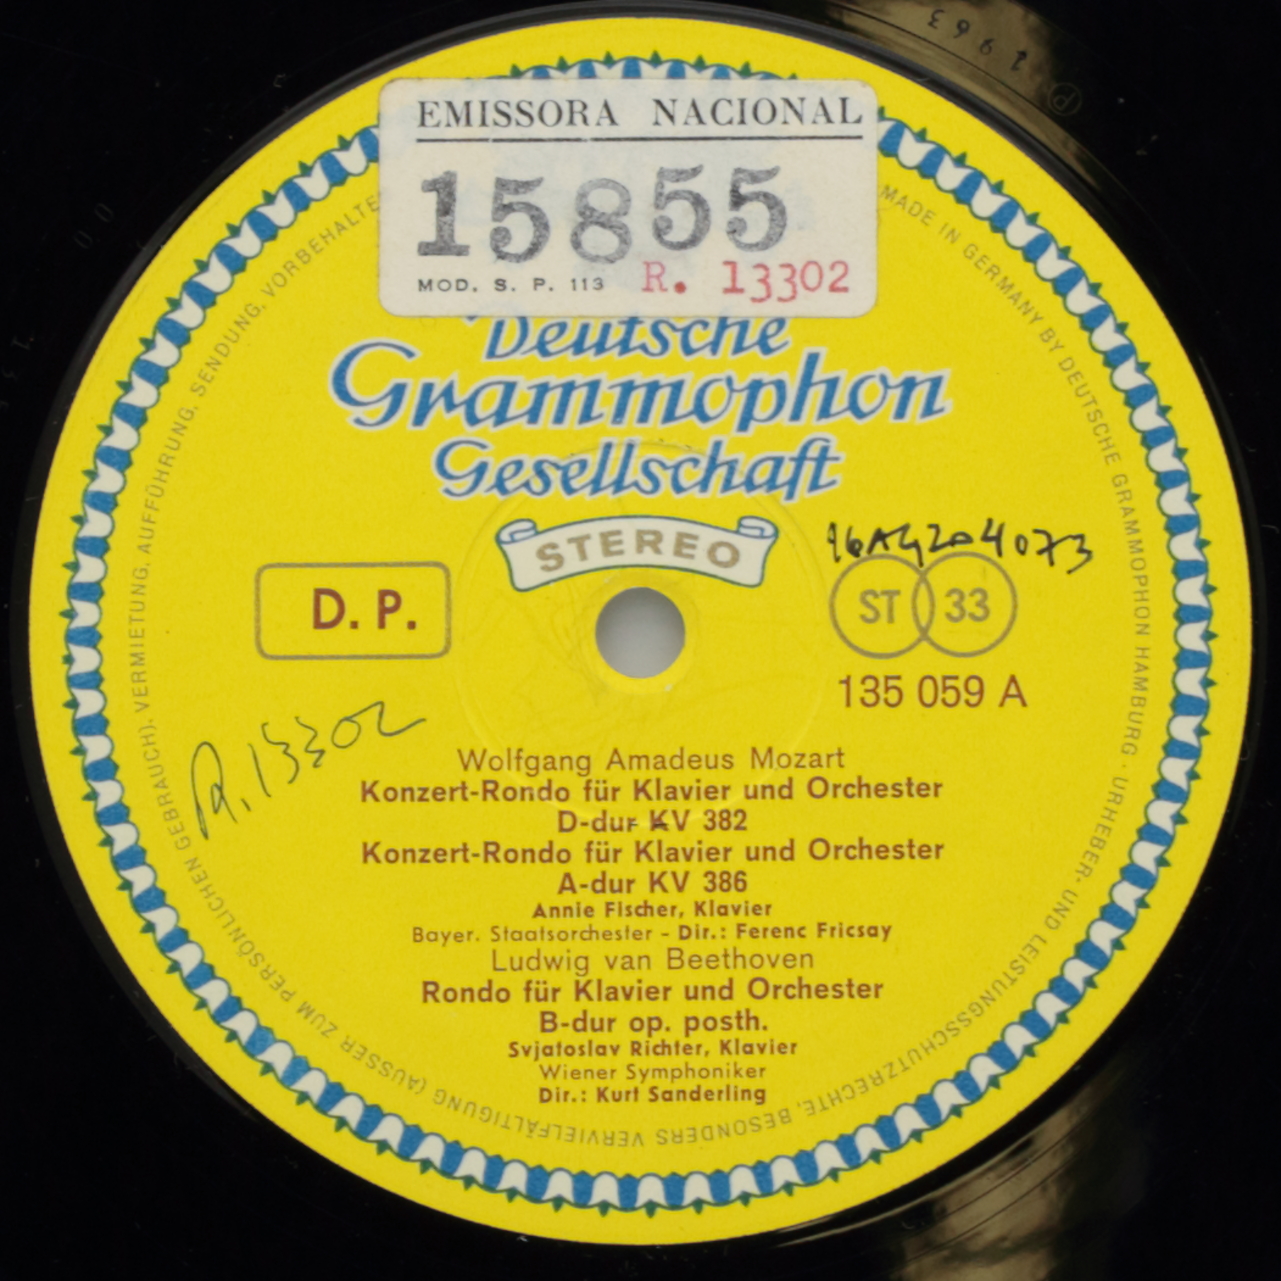 EMISSORA NACIONAL
15855
MOD. S. P. 113 R. 13302
Deutsche
Grammophon
Gesellschaft
STEREO
D. P.
ST 33
135 059 A
R. 13302
Wolfgang Amadeus Mozart
Konzert-Rondo für Klavier und Orchester
D-dur KV 382
Konzert-Rondo für Klavier und Orchester
A-dur KV 386
Annie Fischer, Klavier
Bayer. Staatsorchester - Dir.: Ferenc Fricsay
Ludwig van Beethoven
Rondo für Klavier und Orchester
B-dur op. posth.
Svjatoslav Richter, Klavier
Wiener Symphoniker
Dir.: Kurt Sanderling
MADE IN GERMANY BY DEUTSCHE GRAMMOPHON HAMBURG · URHEBER- UND LEISTUNGSSCHUTZRECHTE, BESONDERS VERVIELFÄLTIGUNG (AUSSER ZUM PERSÖNLICHEN GEBRAUCH), VERMIETUNG, AUFFÜHRUNG, SENDUNG, VORBEHALTE
Ⓟ 1963